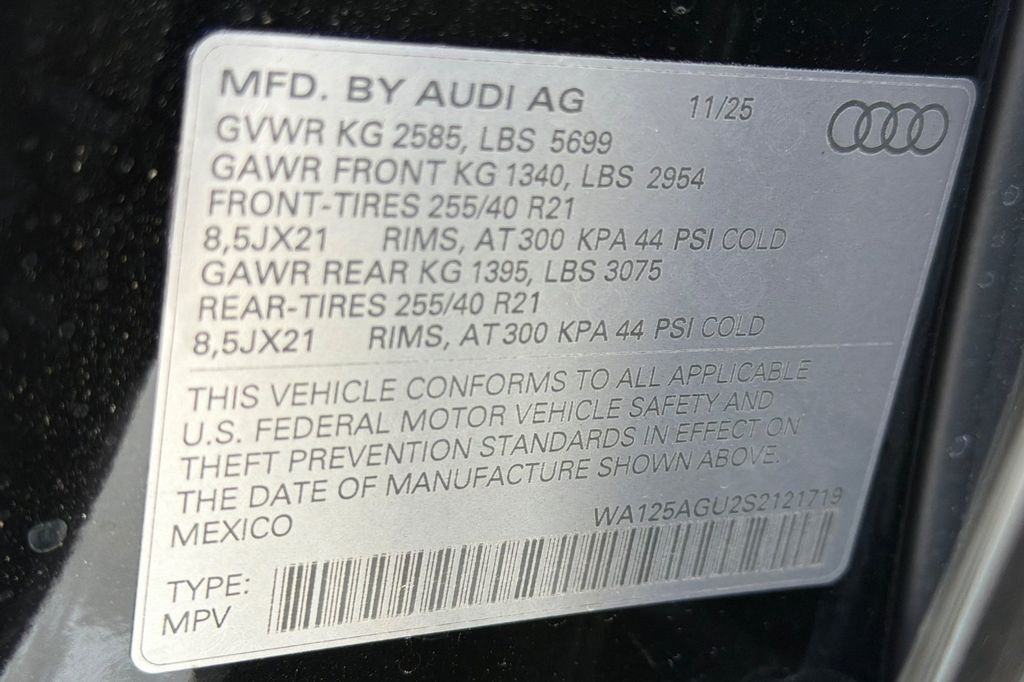 MFD. BY AUDI AG 11/25
GVWR KG 2585, LBS 5699
GAWR FRONT KG 1340, LBS 2954
FRONT-TIRES 255/40 R21
8,5JX21 RIMS, AT 300 KPA 44 PSI COLD
GAWR REAR KG 1395, LBS 3075
REAR-TIRES 255/40 R21
8,5JX21 RIMS, AT 300 KPA 44 PSI COLD
THIS VEHICLE CONFORMS TO ALL APPLICABLE
U.S. FEDERAL MOTOR VEHICLE SAFETY AND
THEFT PREVENTION STANDARDS IN EFFECT ON
THE DATE OF MANUFACTURE SHOWN ABOVE.
MEXICO WA125AGU2S2121719
TYPE:
MPV